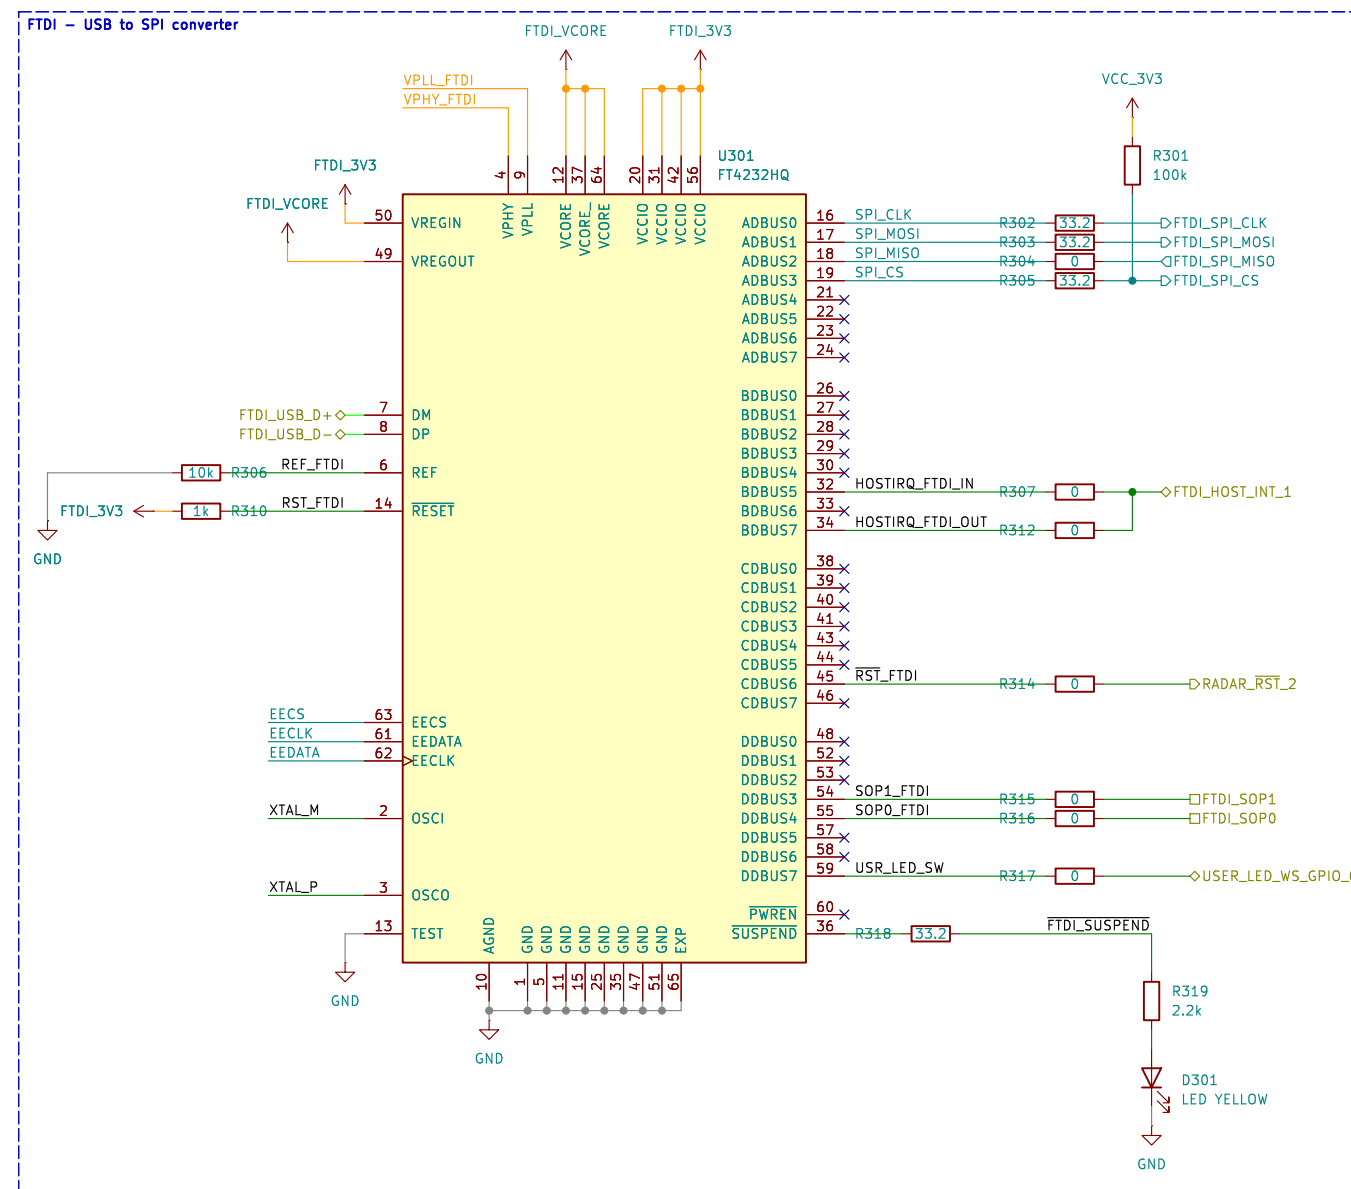 FTDI - USB to SPI converter
FTDI_VCORE
FTDI_3V3
VPLL_FTDI
VPHY_FTDI
VCC_3V3
R301
100k
U301
FT4232HQ
4
9
12
37
64
20
31
42
56
VPHY
VPLL
VCORE
VCORE_
VCORE
VCCIO
VCCIO
VCCIO
VCCIO
FTDI_3V3
FTDI_VCORE
50 VREGIN
49 VREGOUT
FTDI_USB_D+ 7 DM
FTDI_USB_D- 8 DP
10k R306 REF_FTDI 6 REF
FTDI_3V3 1k R310 RST_FTDI 14 RESET
GND
EECS 63 EECS
EECLK 61 EEDATA
EEDATA 62 EECLK
XTAL_M 2 OSCI
XTAL_P 3 OSCO
13 TEST
GND
ADBUS0 16 SPI_CLK R302 33.2 FTDI_SPI_CLK
ADBUS1 17 SPI_MOSI R303 33.2 FTDI_SPI_MOSI
ADBUS2 18 SPI_MISO R304 0 FTDI_SPI_MISO
ADBUS3 19 SPI_CS R305 33.2 FTDI_SPI_CS
ADBUS4 21
ADBUS5 22
ADBUS6 23
ADBUS7 24
BDBUS0 26
BDBUS1 27
BDBUS2 28
BDBUS3 29
BDBUS4 30
BDBUS5 32 HOSTIRQ_FTDI_IN R307 0 FTDI_HOST_INT_1
BDBUS6 33
BDBUS7 34 HOSTIRQ_FTDI_OUT R312 0
CDBUS0 38
CDBUS1 39
CDBUS2 40
CDBUS3 41
CDBUS4 43
CDBUS5 44
CDBUS6 45 RST_FTDI R314 0 RADAR_RST_2
CDBUS7 46
DDBUS0 48
DDBUS1 52
DDBUS2 53
DDBUS3 54 SOP1_FTDI R315 0 FTDI_SOP1
DDBUS4 55 SOP0_FTDI R316 0 FTDI_SOP0
DDBUS5 57
DDBUS6 58
DDBUS7 59 USR_LED_SW R317 0 USER_LED_WS_GPIO_
PWREN 60
SUSPEND 36 R318 33.2 FTDI_SUSPEND
AGND
GND
GND
GND
GND
GND
GND
GND
GND
EXP
10
1
5
11
15
25
35
47
51
65
GND
R319
2.2k
D301
LED YELLOW
GND